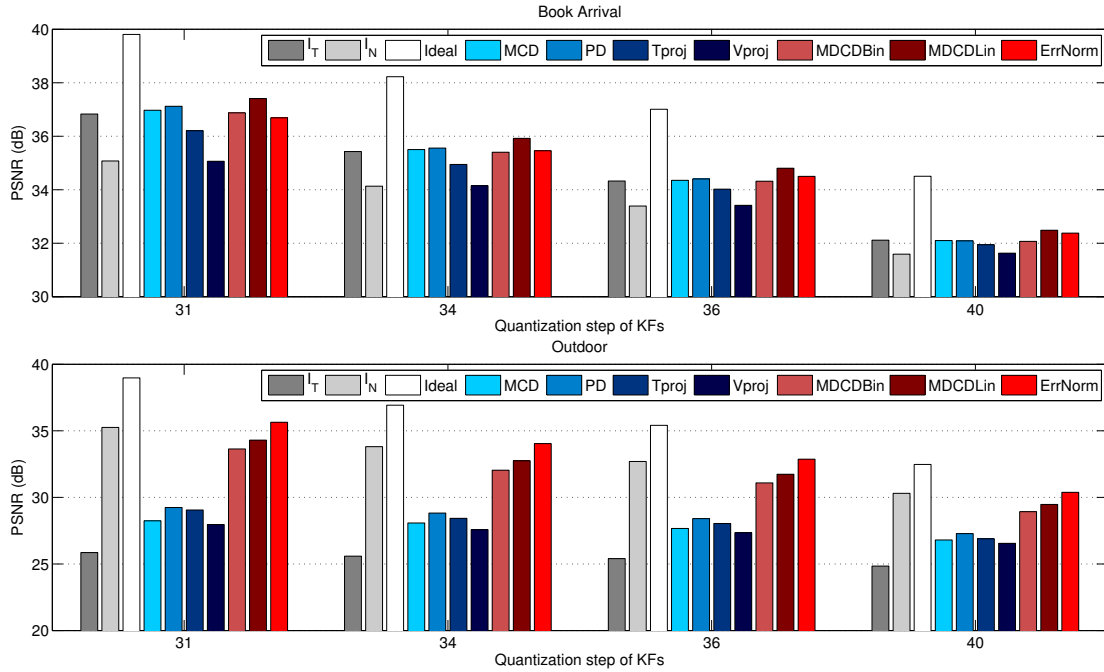 Book Arrival
40
I_T I_N Ideal MCD PD Tproj Vproj MDCDBin MDCDLin ErrNorm
38
36
PSNR (dB)
34
32
30
31 34 36 40
Quantization step of KFs
Outdoor
40
I_T I_N Ideal MCD PD Tproj Vproj MDCDBin MDCDLin ErrNorm
35
PSNR (dB)
30
25
20
31 34 36 40
Quantization step of KFs